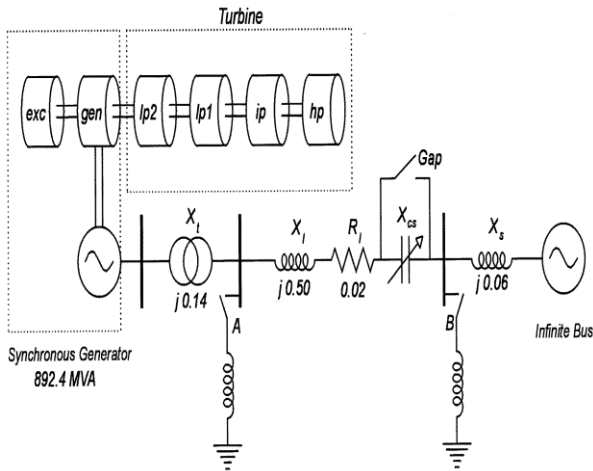 Turbine
exc gen lp2 lp1 ip hp
Gap
Xt Xl Rl Xcs Xs
j 0.14 j 0.50 0.02 j 0.06
A B
Infinite Bus
Synchronous Generator
892.4 MVA